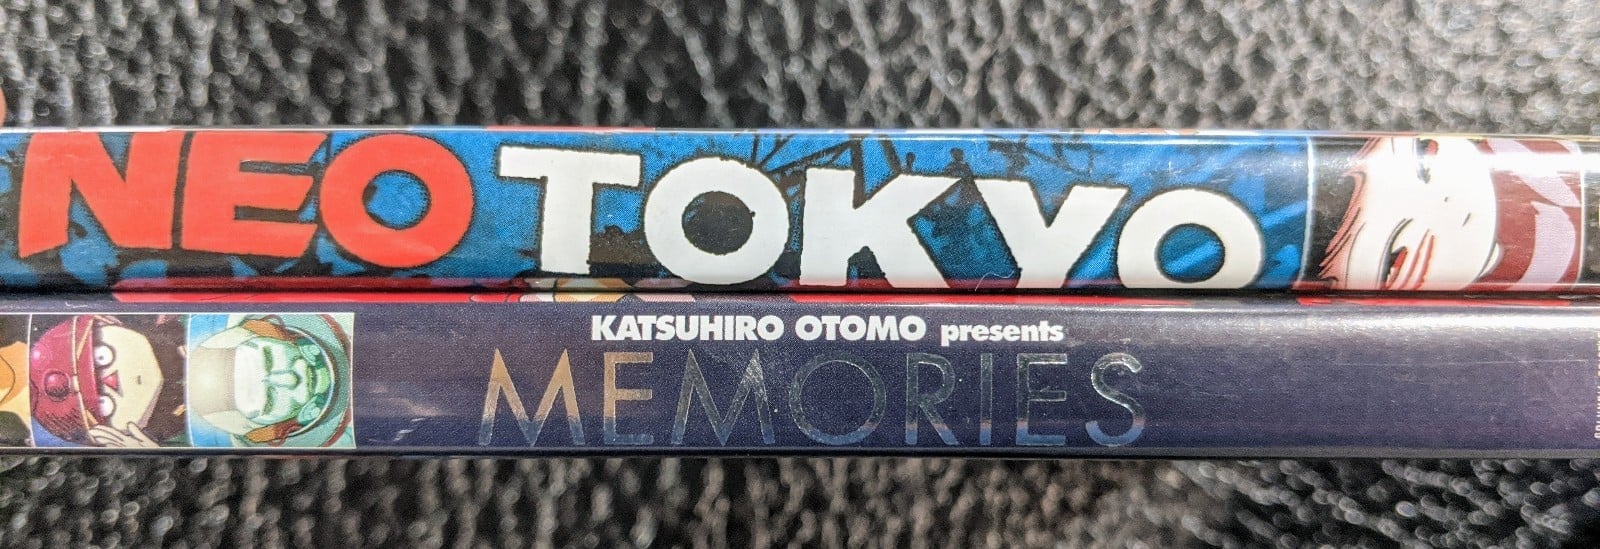 NEO TOKYO
KATSUHIRO OTOMO presents
MEMORIES